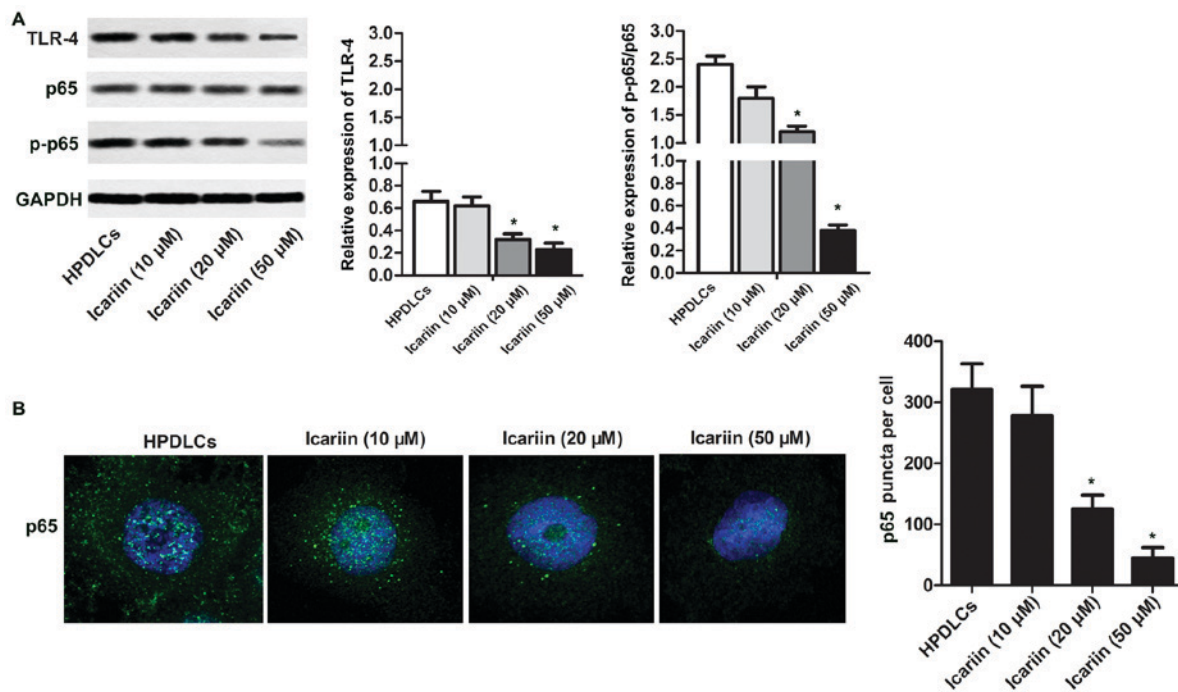 A
TLR-4
p65
p-p65
GAPDH
HPDLCs
Icariin (10 µM)
Icariin (20 µM)
Icariin (50 µM)
Relative expression of TLR-4
3.0
2.5
2.0
1.5
1.0
0.8
0.6
0.4
0.2
0.0
* *
HPDLCs
Icariin (10 µM)
Icariin (20 µM)
Icariin (50 µM)
Relative expression of p-p65/p65
3.0
2.5
2.0
1.5
1.0
0.8
0.6
0.4
0.2
0.0
*
*
HPDLCs
Icariin (10 µM)
Icariin (20 µM)
Icariin (50 µM)
B
HPDLCs Icariin (10 µM) Icariin (20 µM) Icariin (50 µM)
p65
p65 puncta per cell
400
300
200
100
0
*
*
HPDLCs
Icariin (10 µM)
Icariin (20 µM)
Icariin (50 µM)